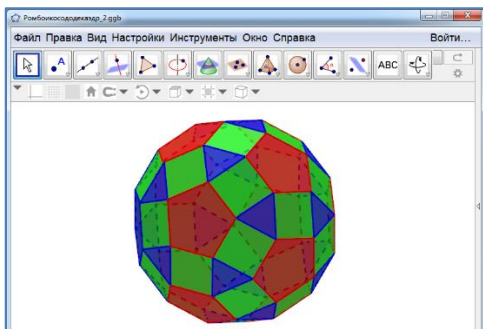 Ромбоикосододекаэдр_2.ggb
Файл Правка Вид Настройки Инструменты Окно Справка Войти...
A ABC